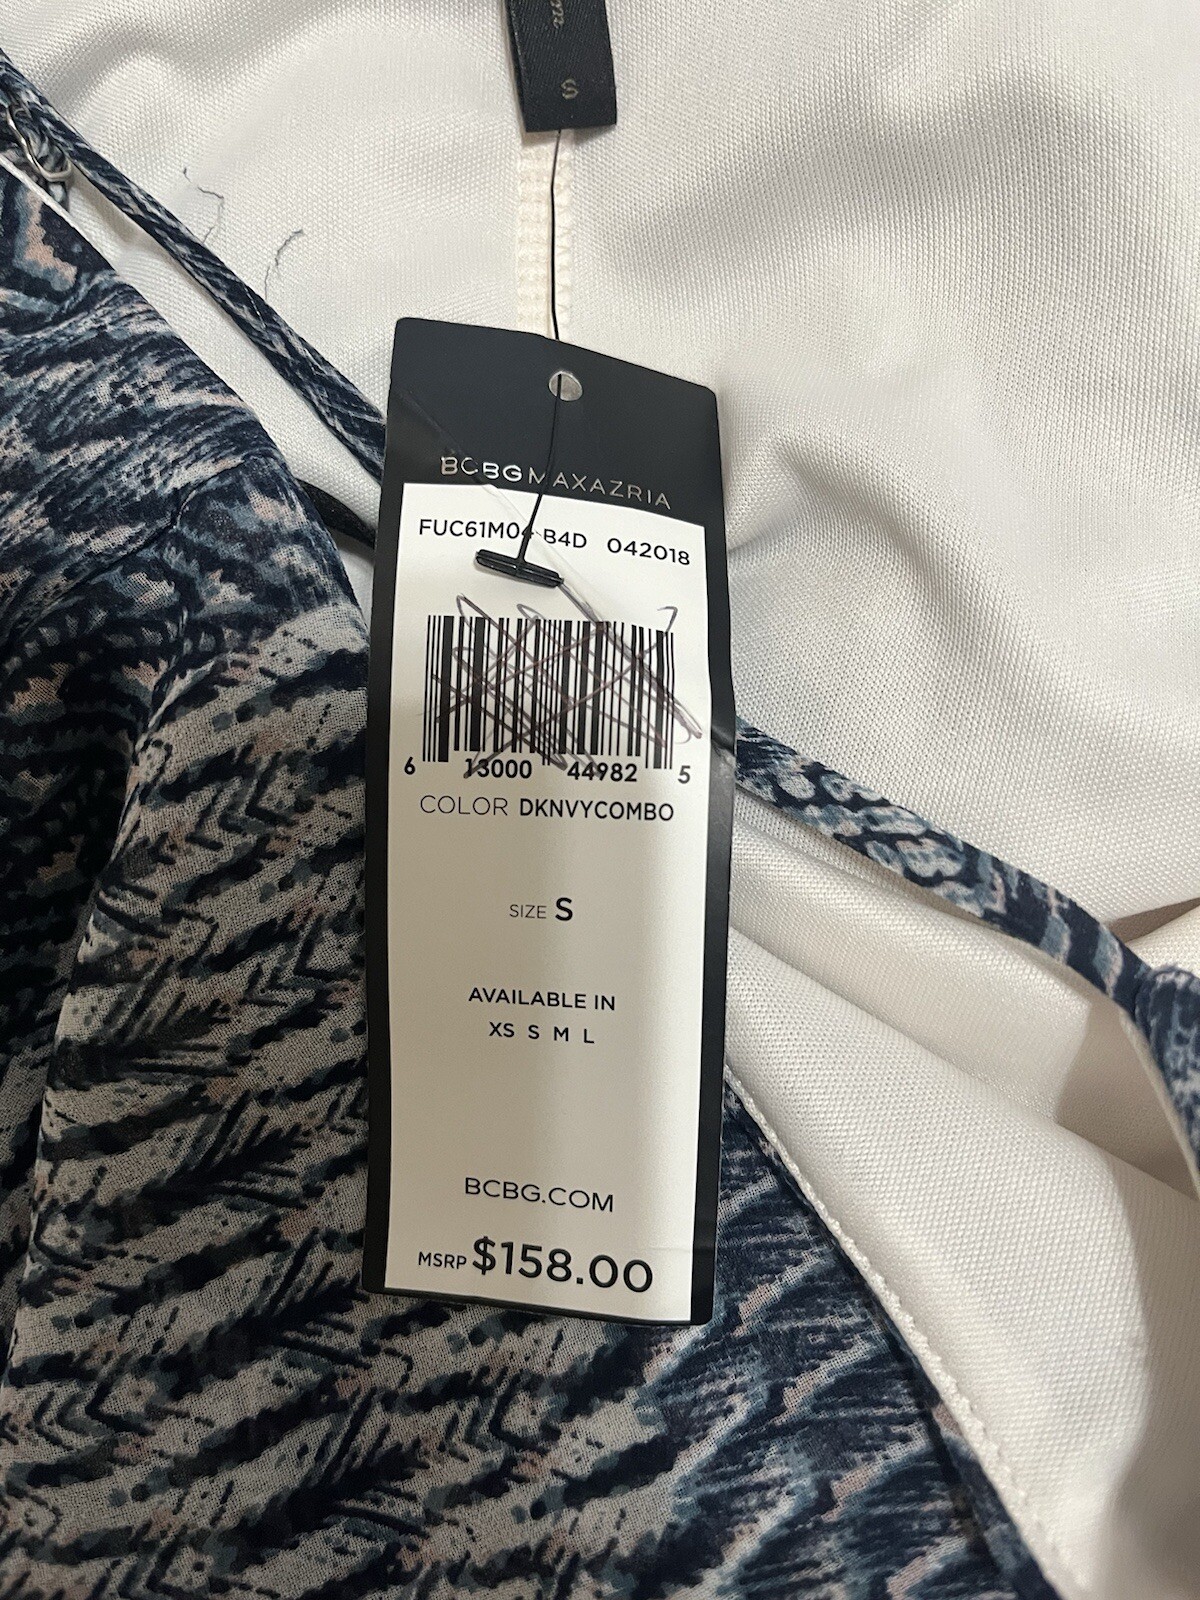 S
BCBGMAXAZRIA
FUC61M04 B4D 042018
6 13000 44982 5
COLOR DKNVYCOMBO
SIZE S
AVAILABLE IN
XS S M L
BCBG.COM
MSRP $158.00